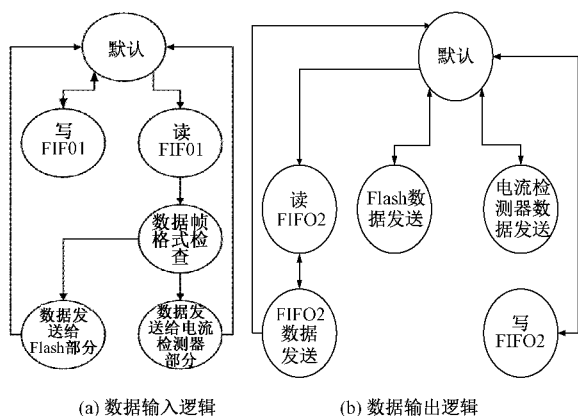 默认
写
FIFO1
读
FIFO1
数据帧
格式检
查
数据发
送给
Flash部分
数据发
送给电流
检测器
部分
(a) 数据输入逻辑
默认
读
FIFO2
Flash数
据发送
电流检
测器数
据发送
FIFO2
数据
发送
写
FIFO2
(b) 数据输出逻辑